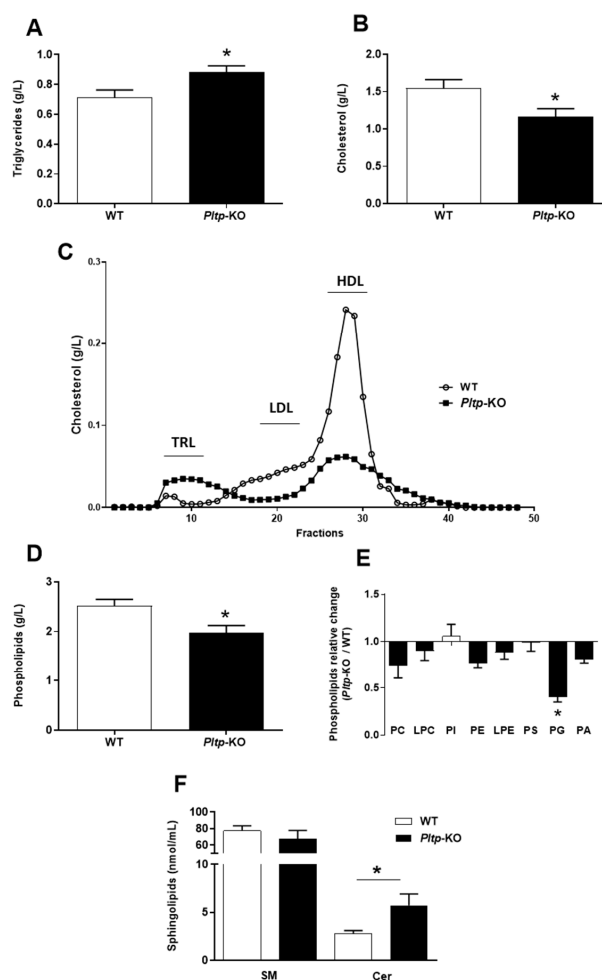 A
*
Triglycerides (g/L)
1.0
0.8
0.6
0.4
0.2
0.0
WT
Pltp-KO
B
*
Cholesterol (g/L)
2.0
1.5
1.0
0.5
0.0
WT
Pltp-KO
C
Cholesterol (g/L)
0.3
0.2
0.1
0.0
TRL
LDL
HDL
WT
Pltp-KO
10 20 30 40 50
Fractions
D
*
Phospholipids (g/L)
3
2
1
0
WT
Pltp-KO
E
Phospholipids relative change
(Pltp-KO / WT)
1.5
1.0
0.5
0.0
PC LPC PI PE LPE PS PG PA
*
F
Sphingolipids (nmol/mL)
100
80
60
40
10
5
0
WT
Pltp-KO
*
SM
Cer